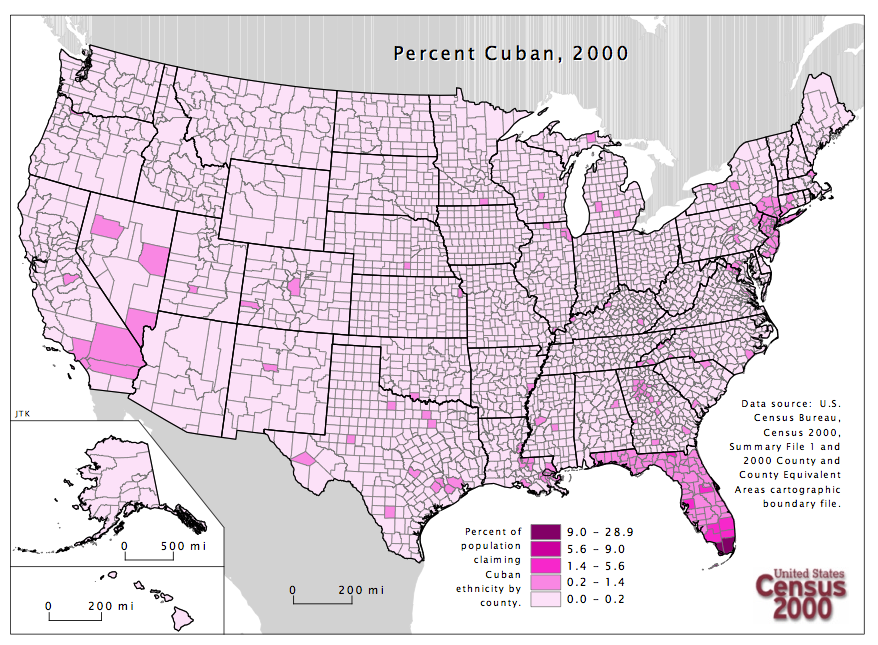 Percent Cuban, 2000
JTK
Data source: U.S.
Census Bureau,
Census 2000,
Summary File 1 and
2000 County and
County Equivalent
Areas cartographic
boundary file.
Percent of
population
claiming
Cuban
ethnicity by
county.
9.0 - 28.9
5.6 - 9.0
1.4 - 5.6
0.2 - 1.4
0.0 - 0.2
0 500 mi
0 200 mi
0 200 mi
United States
Census
2000